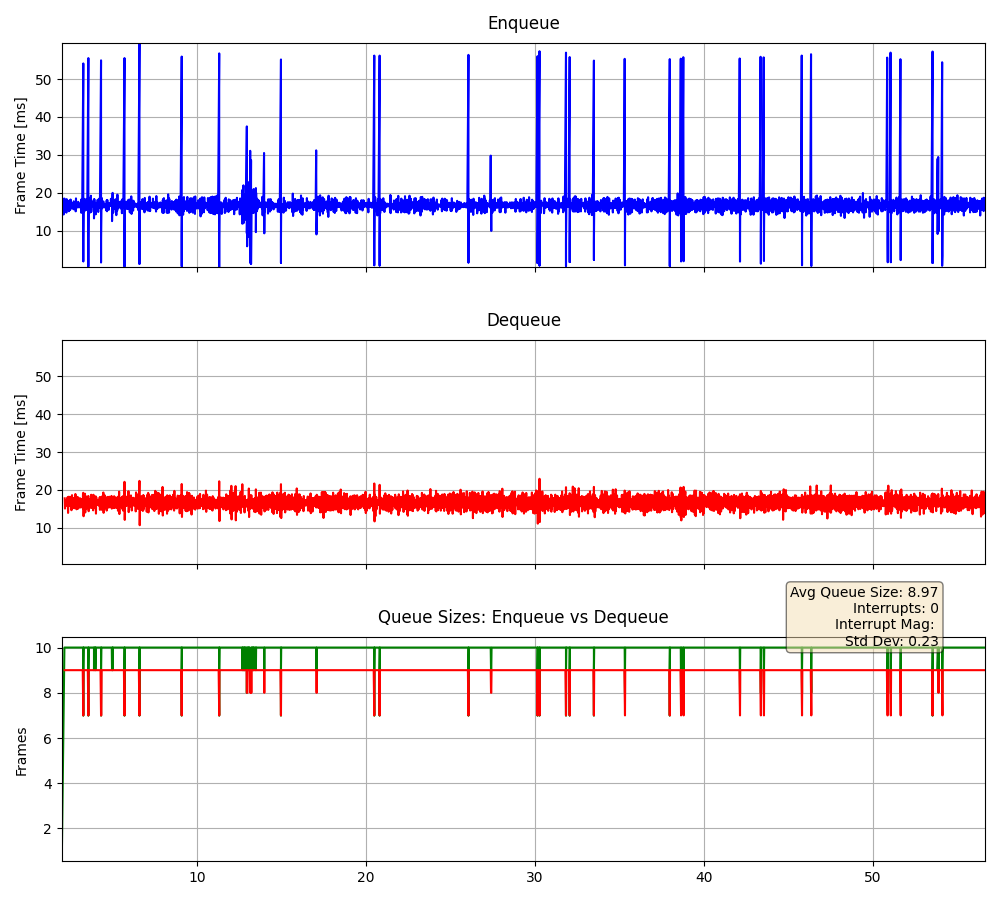 Enqueue
Frame Time [ms]
50
40
30
20
10
Dequeue
Frame Time [ms]
50
40
30
20
10
Avg Queue Size: 8.97
Interrupts: 0
Interrupt Mag:
Std Dev: 0.23
Queue Sizes: Enqueue vs Dequeue
Frames
10
8
6
4
2
10 20 30 40 50